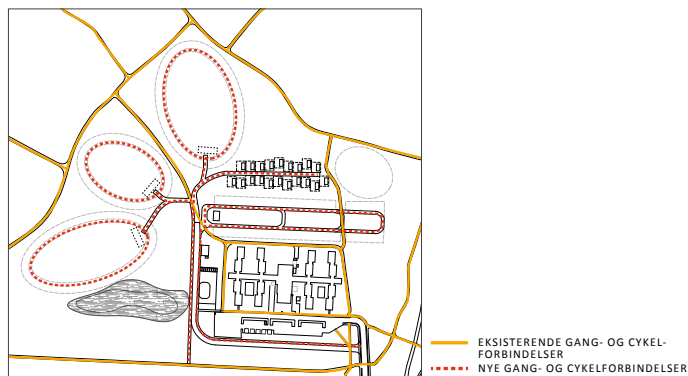 EKSISTERENDE GANG- OG CYKEL-
FORBINDELSER
NYE GANG- OG CYKELFORBINDELSER